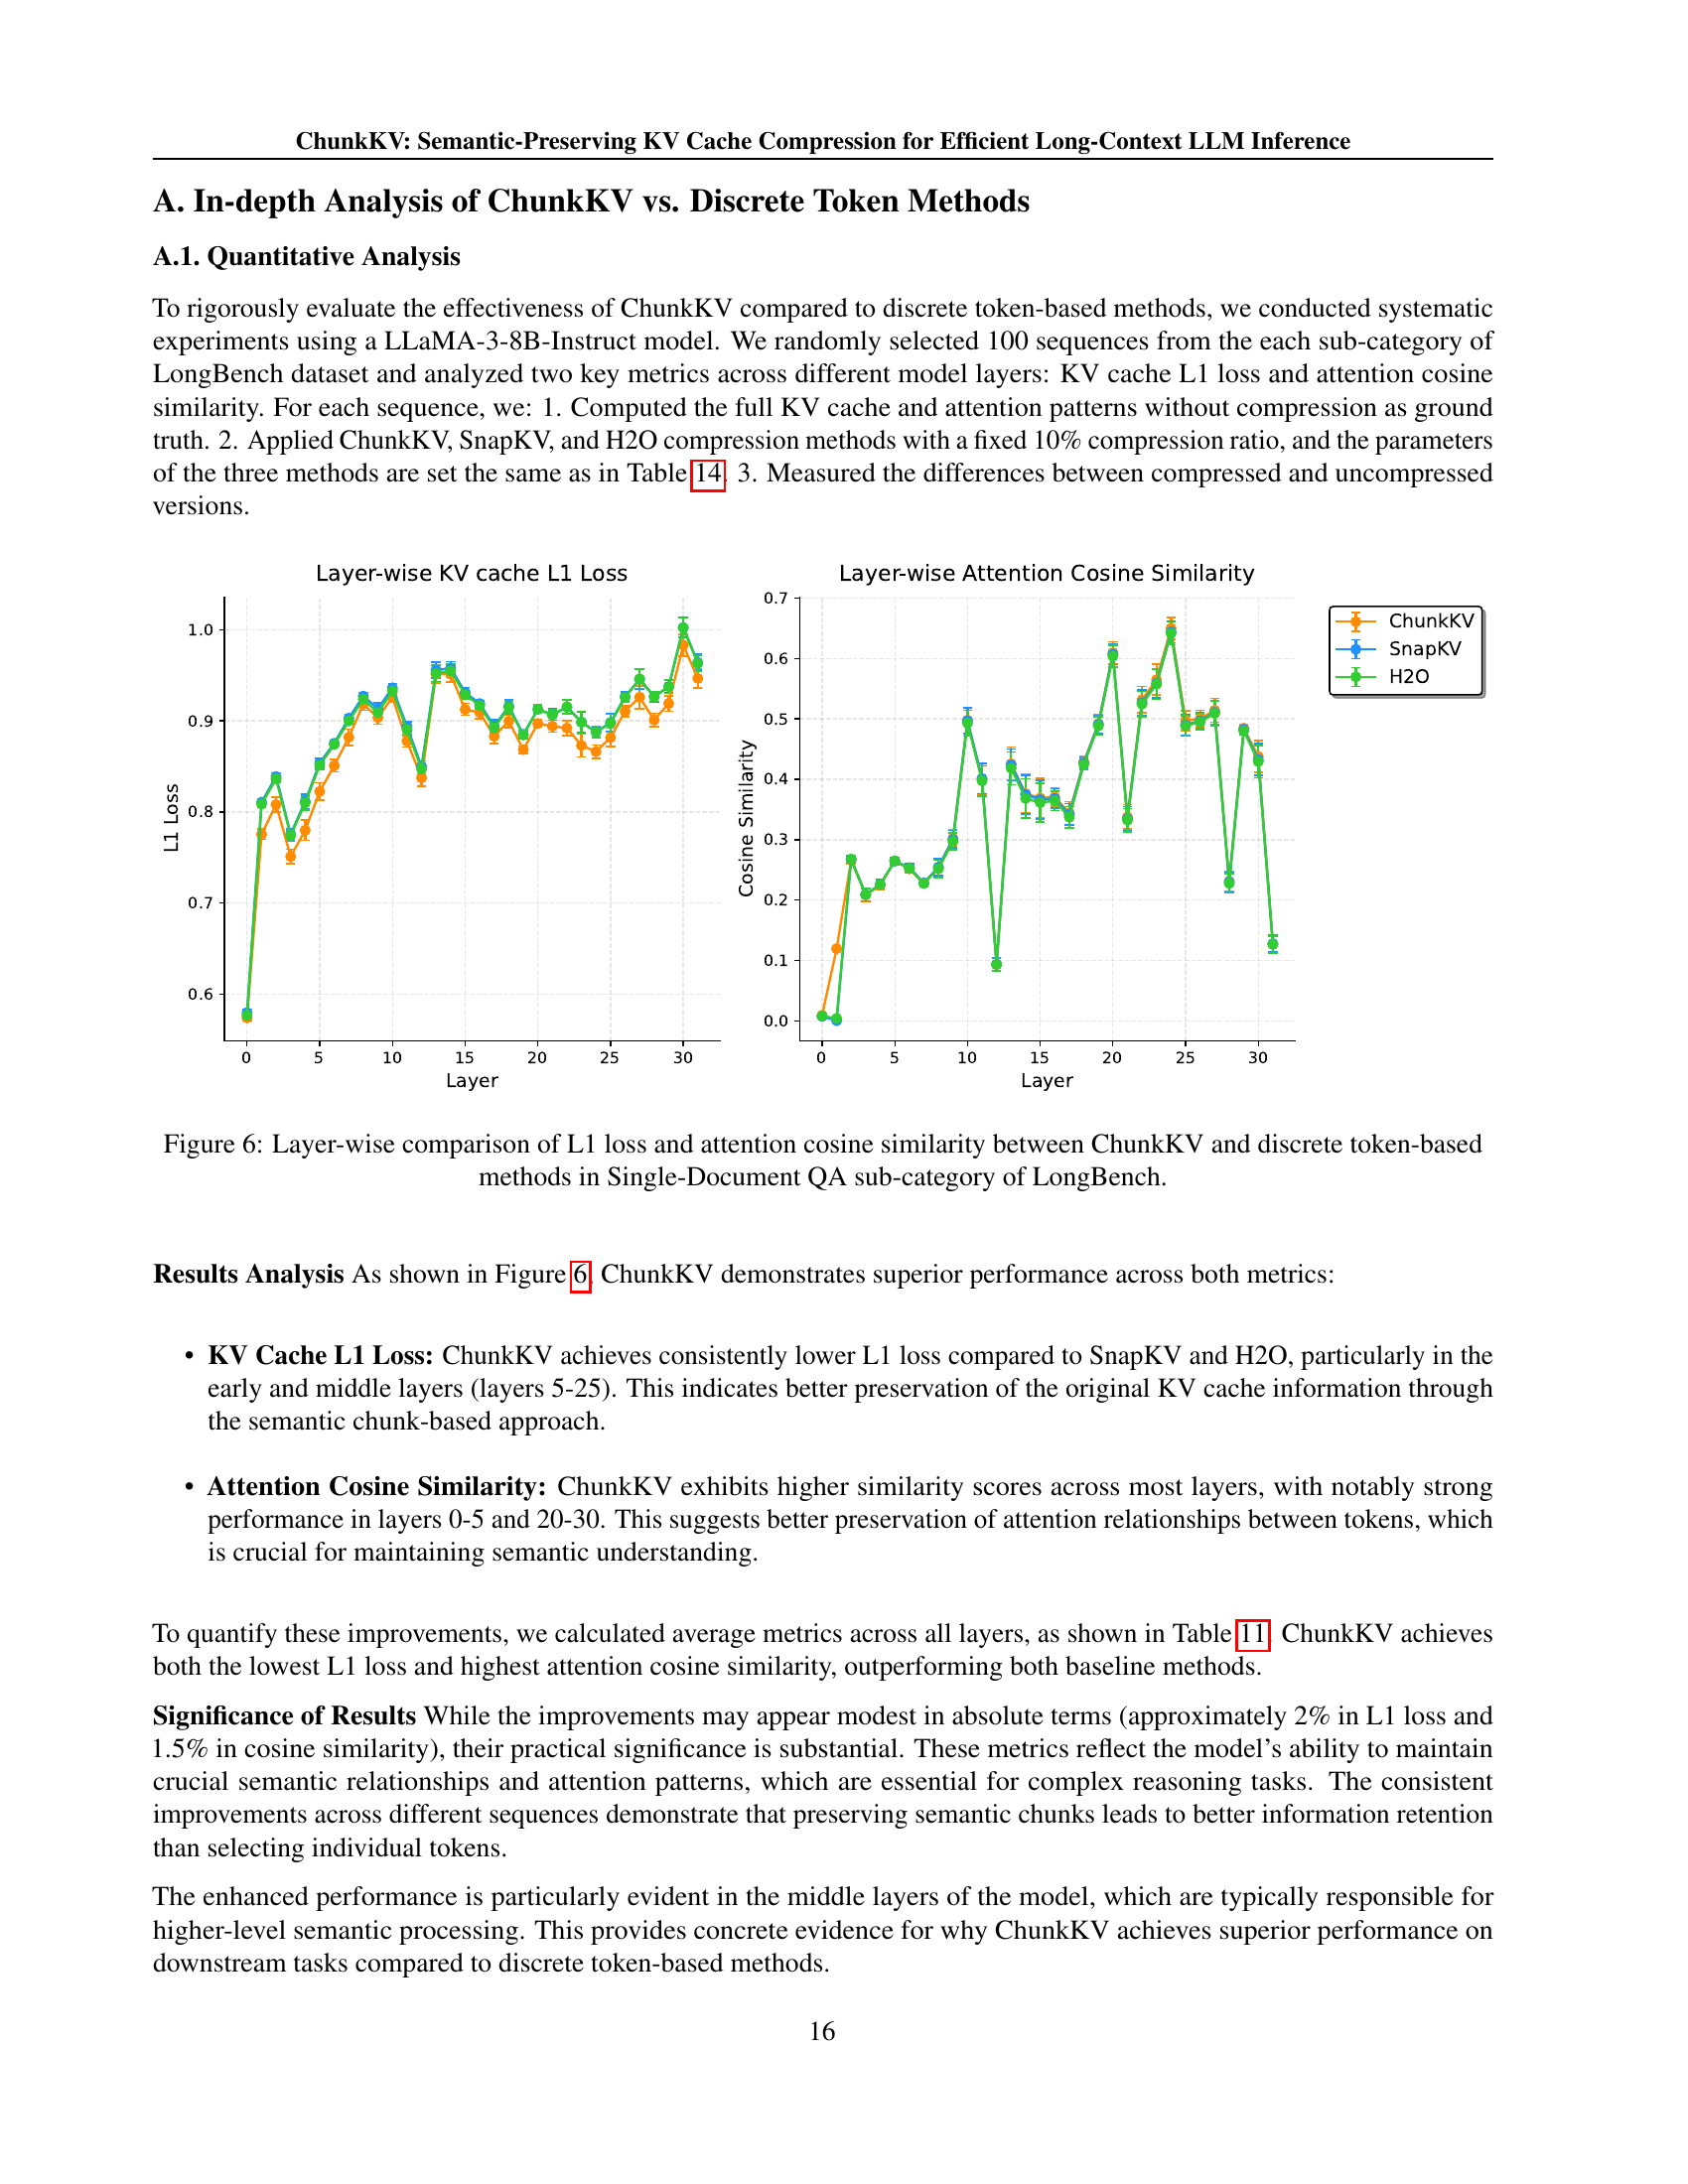 ChunkKV: Semantic-Preserving KV Cache Compression for Efficient Long-Context LLM Inference
A. In-depth Analysis of ChunkKV vs. Discrete Token Methods
A.1. Quantitative Analysis
To rigorously evaluate the effectiveness of ChunkKV compared to discrete token-based methods, we conducted systematic
experiments using a LLaMA-3-8B-Instruct model. We randomly selected 100 sequences from the each sub-category of
LongBench dataset and analyzed two key metrics across different model layers: KV cache L1 loss and attention cosine
similarity. For each sequence, we: 1. Computed the full KV cache and attention patterns without compression as ground
truth. 2. Applied ChunkKV, SnapKV, and H2O compression methods with a fixed 10% compression ratio, and the parameters
of the three methods are set the same as in Table 14. 3. Measured the differences between compressed and uncompressed
versions.
Layer-wise KV cache L1 Loss
1.0
0.9
0.8
0.7
0.6
L1 Loss
0 5 10 15 20 25 30
Layer
Layer-wise Attention Cosine Similarity
0.7
0.6
0.5
0.4
0.3
0.2
0.1
0.0
Cosine Similarity
0 5 10 15 20 25 30
Layer
ChunkKV
SnapKV
H2O
Figure 6: Layer-wise comparison of L1 loss and attention cosine similarity between ChunkKV and discrete token-based
methods in Single-Document QA sub-category of LongBench.
Results Analysis As shown in Figure 6, ChunkKV demonstrates superior performance across both metrics:
• KV Cache L1 Loss: ChunkKV achieves consistently lower L1 loss compared to SnapKV and H2O, particularly in the
early and middle layers (layers 5-25). This indicates better preservation of the original KV cache information through
the semantic chunk-based approach.
• Attention Cosine Similarity: ChunkKV exhibits higher similarity scores across most layers, with notably strong
performance in layers 0-5 and 20-30. This suggests better preservation of attention relationships between tokens, which
is crucial for maintaining semantic understanding.
To quantify these improvements, we calculated average metrics across all layers, as shown in Table 11 ChunkKV achieves
both the lowest L1 loss and highest attention cosine similarity, outperforming both baseline methods.
Significance of Results While the improvements may appear modest in absolute terms (approximately 2% in L1 loss and
1.5% in cosine similarity), their practical significance is substantial. These metrics reflect the model's ability to maintain
crucial semantic relationships and attention patterns, which are essential for complex reasoning tasks. The consistent
improvements across different sequences demonstrate that preserving semantic chunks leads to better information retention
than selecting individual tokens.
The enhanced performance is particularly evident in the middle layers of the model, which are typically responsible for
higher-level semantic processing. This provides concrete evidence for why ChunkKV achieves superior performance on
downstream tasks compared to discrete token-based methods.
16